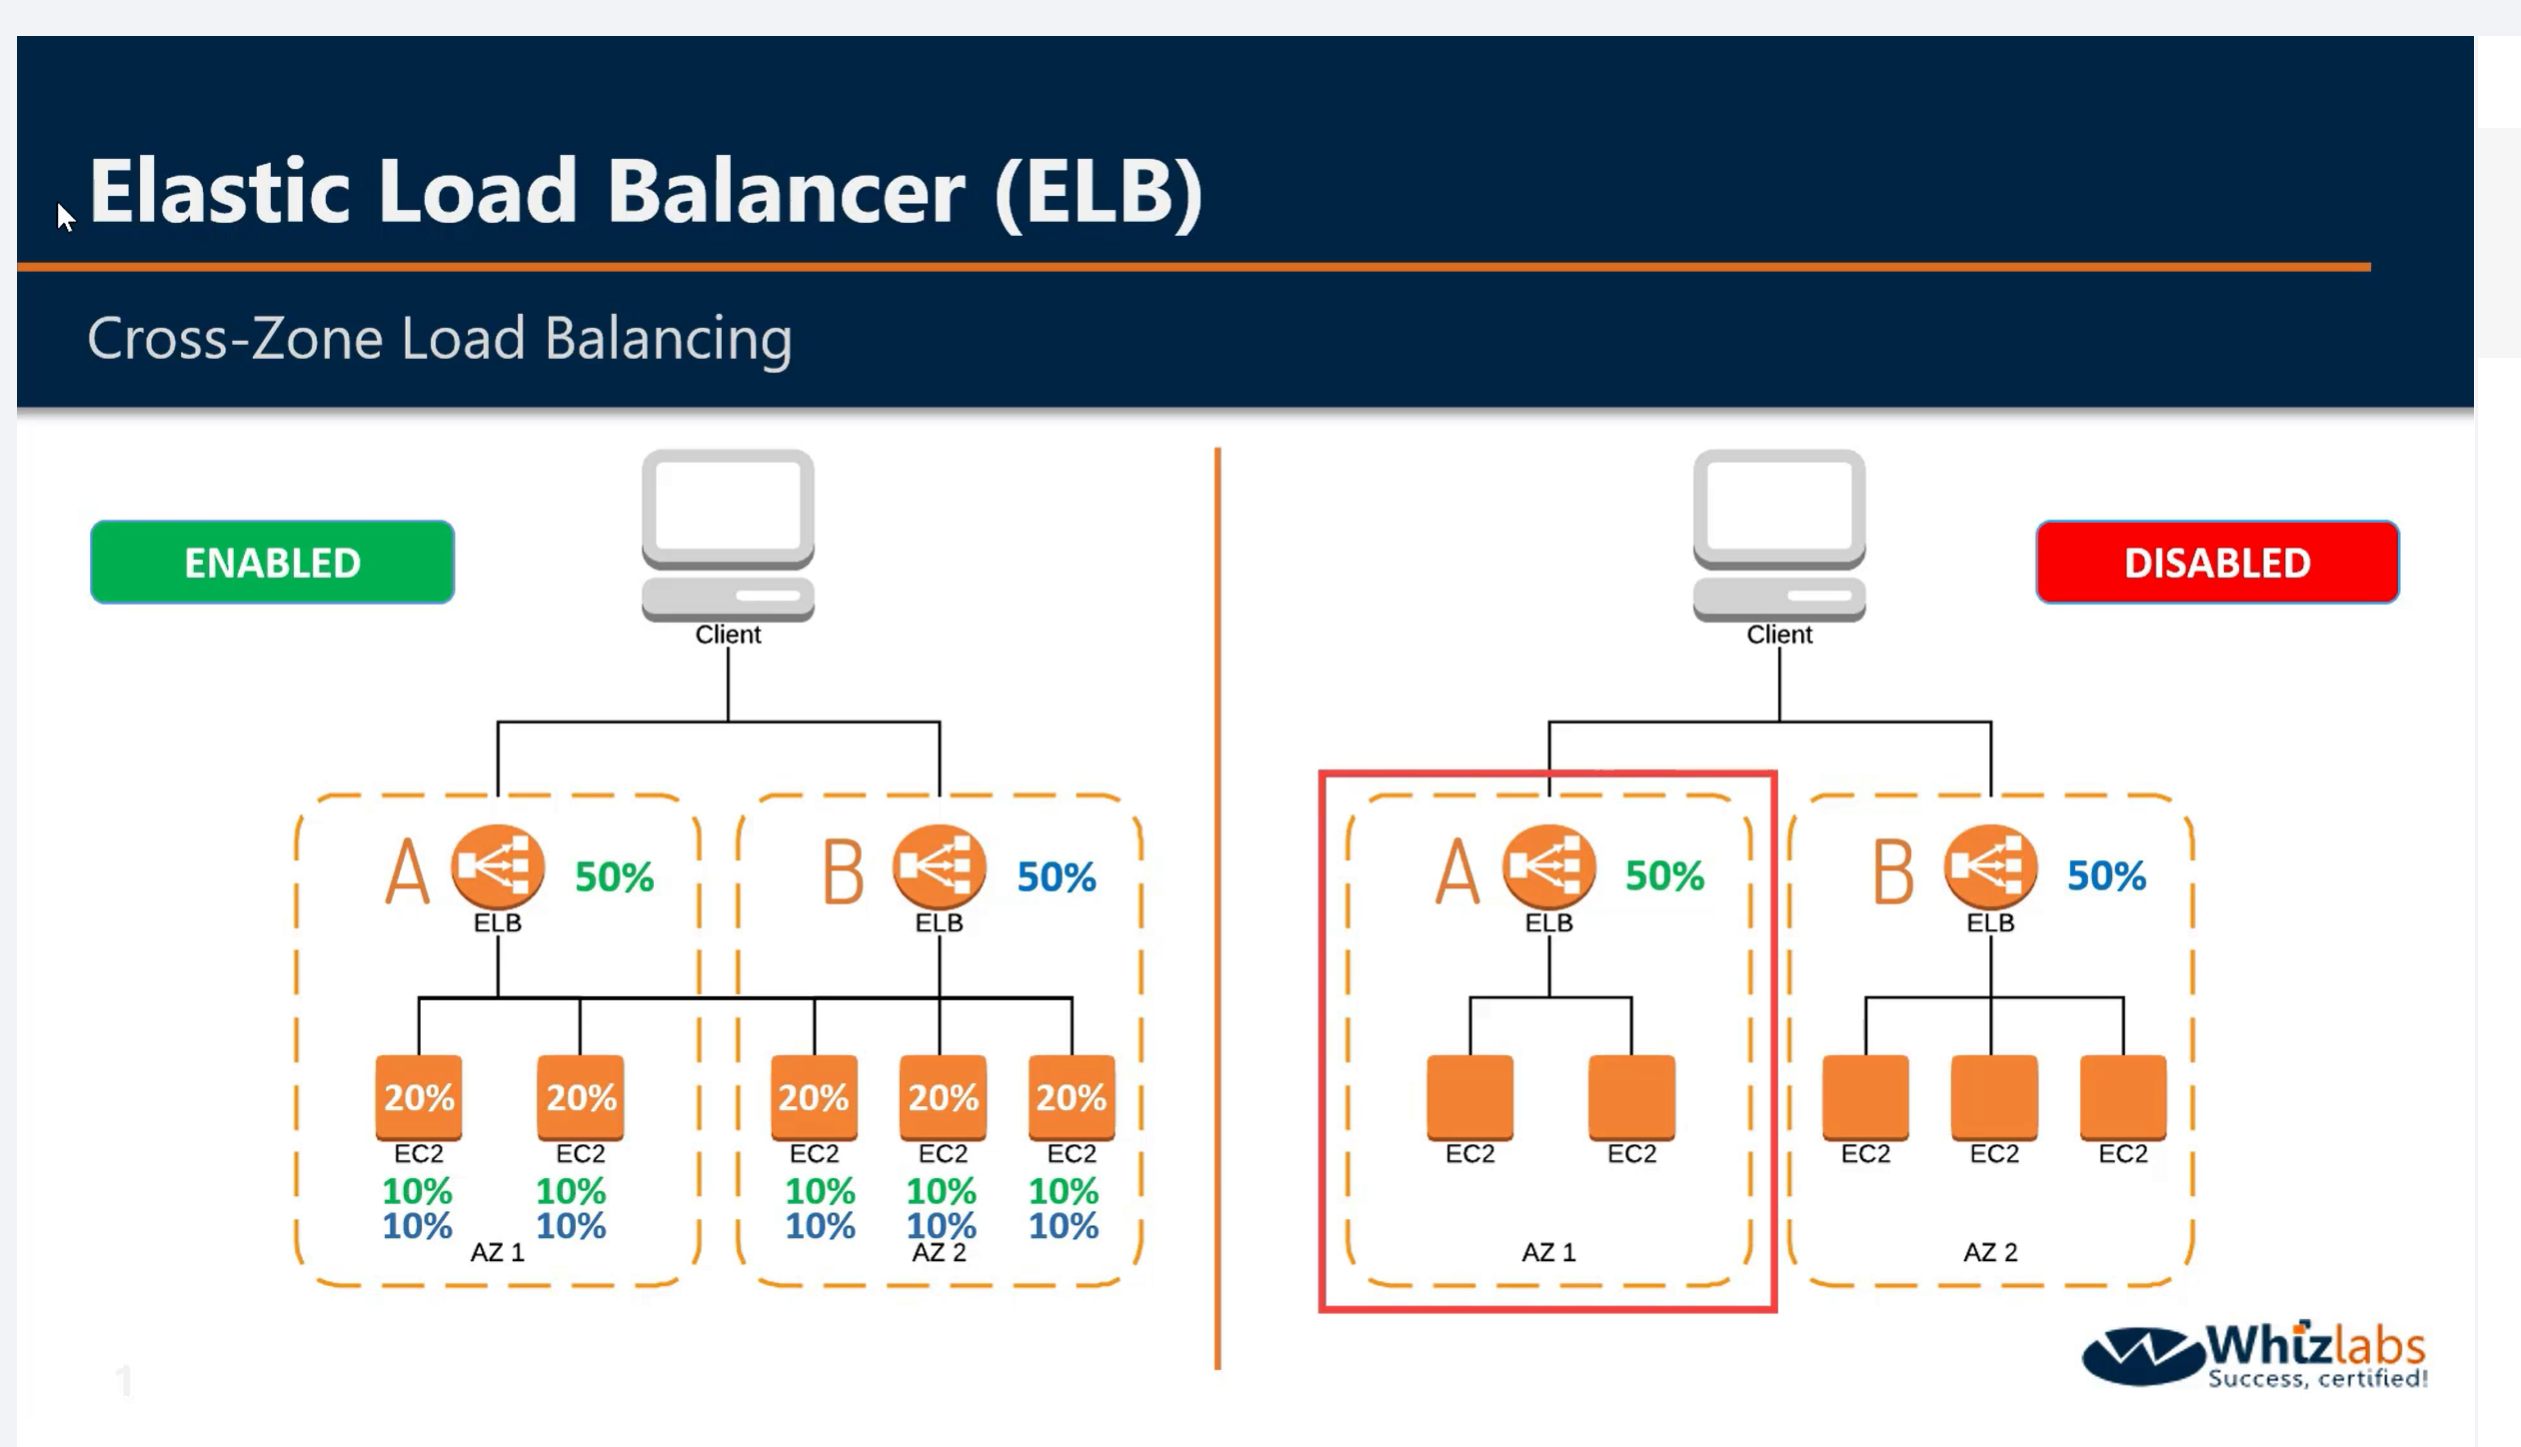 Elastic Load Balancer (ELB)
Cross-Zone Load Balancing
ENABLED
Client
A
50%
ELB
B
50%
ELB
20%
20%
20%
20%
20%
EC2
EC2
EC2
EC2
EC2
10%
10%
10%
10%
10%
10%
10%
10%
10%
10%
AZ 1
AZ 2
DISABLED
Client
A
50%
ELB
B
50%
ELB
EC2
EC2
EC2
EC2
EC2
AZ 1
AZ 2
1
Whizlabs
Success, certified!